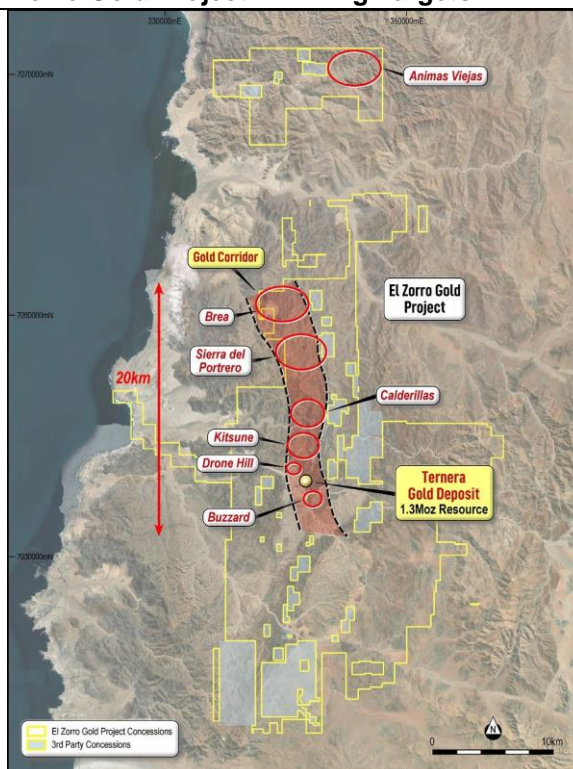 330000mE
350000mE
7070000mN
Animas Viejas
Gold Corridor
El Zorro Gold
Project
7050000mN
Brea
Sierra del
Portrero
20km
Calderillas
Kitsune
Drone Hill
Ternera
Gold Deposit
1.3Moz Resource
Buzzard
7030000mN
El Zorro Gold Project Concessions
3rd Party Concessions
N
0
10km